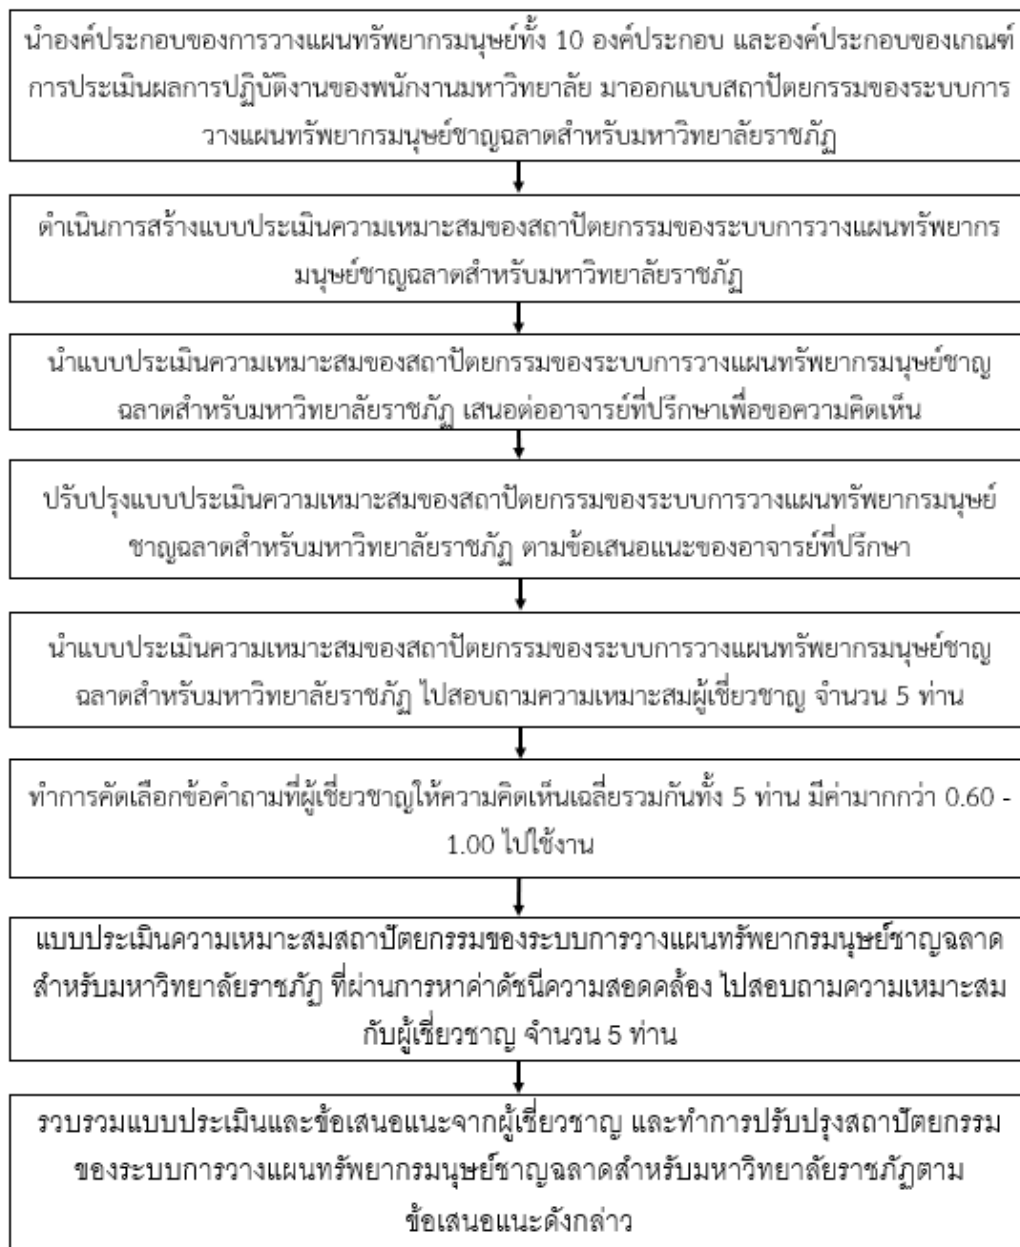 นำองค์ประกอบของการวางแผนทรัพยากรมนุษย์ทั้ง 10 องค์ประกอบ และองค์ประกอบของเกณฑ์
การประเมินผลการปฏิบัติงานของพนักงานมหาวิทยาลัย มาออกแบบสถาปัตยกรรมของระบบการ
วางแผนทรัพยากรมนุษย์ชาญฉลาดสำหรับมหาวิทยาลัยราชภัฏ
ดำเนินการสร้างแบบประเมินความเหมาะสมของสถาปัตยกรรมของระบบการวางแผนทรัพยากร
มนุษย์ชาญฉลาดสำหรับมหาวิทยาลัยราชภัฏ
นำแบบประเมินความเหมาะสมของสถาปัตยกรรมของระบบการวางแผนทรัพยากรมนุษย์ชาญ
ฉลาดสำหรับมหาวิทยาลัยราชภัฏ เสนอต่ออาจารย์ที่ปรึกษาเพื่อขอความคิดเห็น
ปรับปรุงแบบประเมินความเหมาะสมของสถาปัตยกรรมของระบบการวางแผนทรัพยากรมนุษย์
ชาญฉลาดสำหรับมหาวิทยาลัยราชภัฏ ตามข้อเสนอแนะของอาจารย์ที่ปรึกษา
นำแบบประเมินความเหมาะสมของสถาปัตยกรรมของระบบการวางแผนทรัพยากรมนุษย์ชาญ
ฉลาดสำหรับมหาวิทยาลัยราชภัฏ ไปสอบถามความเหมาะสมผู้เชี่ยวชาญ จำนวน 5 ท่าน
ทำการคัดเลือกข้อคำถามที่ผู้เชี่ยวชาญให้ความคิดเห็นเฉลี่ยรวมกันทั้ง 5 ท่าน มีค่ามากกว่า 0.60 -
1.00 ไปใช้งาน
แบบประเมินความเหมาะสมสถาปัตยกรรมของระบบการวางแผนทรัพยากรมนุษย์ชาญฉลาด
สำหรับมหาวิทยาลัยราชภัฏ ที่ผ่านการหาค่าดัชนีความสอดคล้อง ไปสอบถามความเหมาะสม
กับผู้เชี่ยวชาญ จำนวน 5 ท่าน
รวบรวมแบบประเมินและข้อเสนอแนะจากผู้เชี่ยวชาญ และทำการปรับปรุงสถาปัตยกรรม
ของระบบการวางแผนทรัพยากรมนุษย์ชาญฉลาดสำหรับมหาวิทยาลัยราชภัฏตาม
ข้อเสนอแนะดังกล่าว